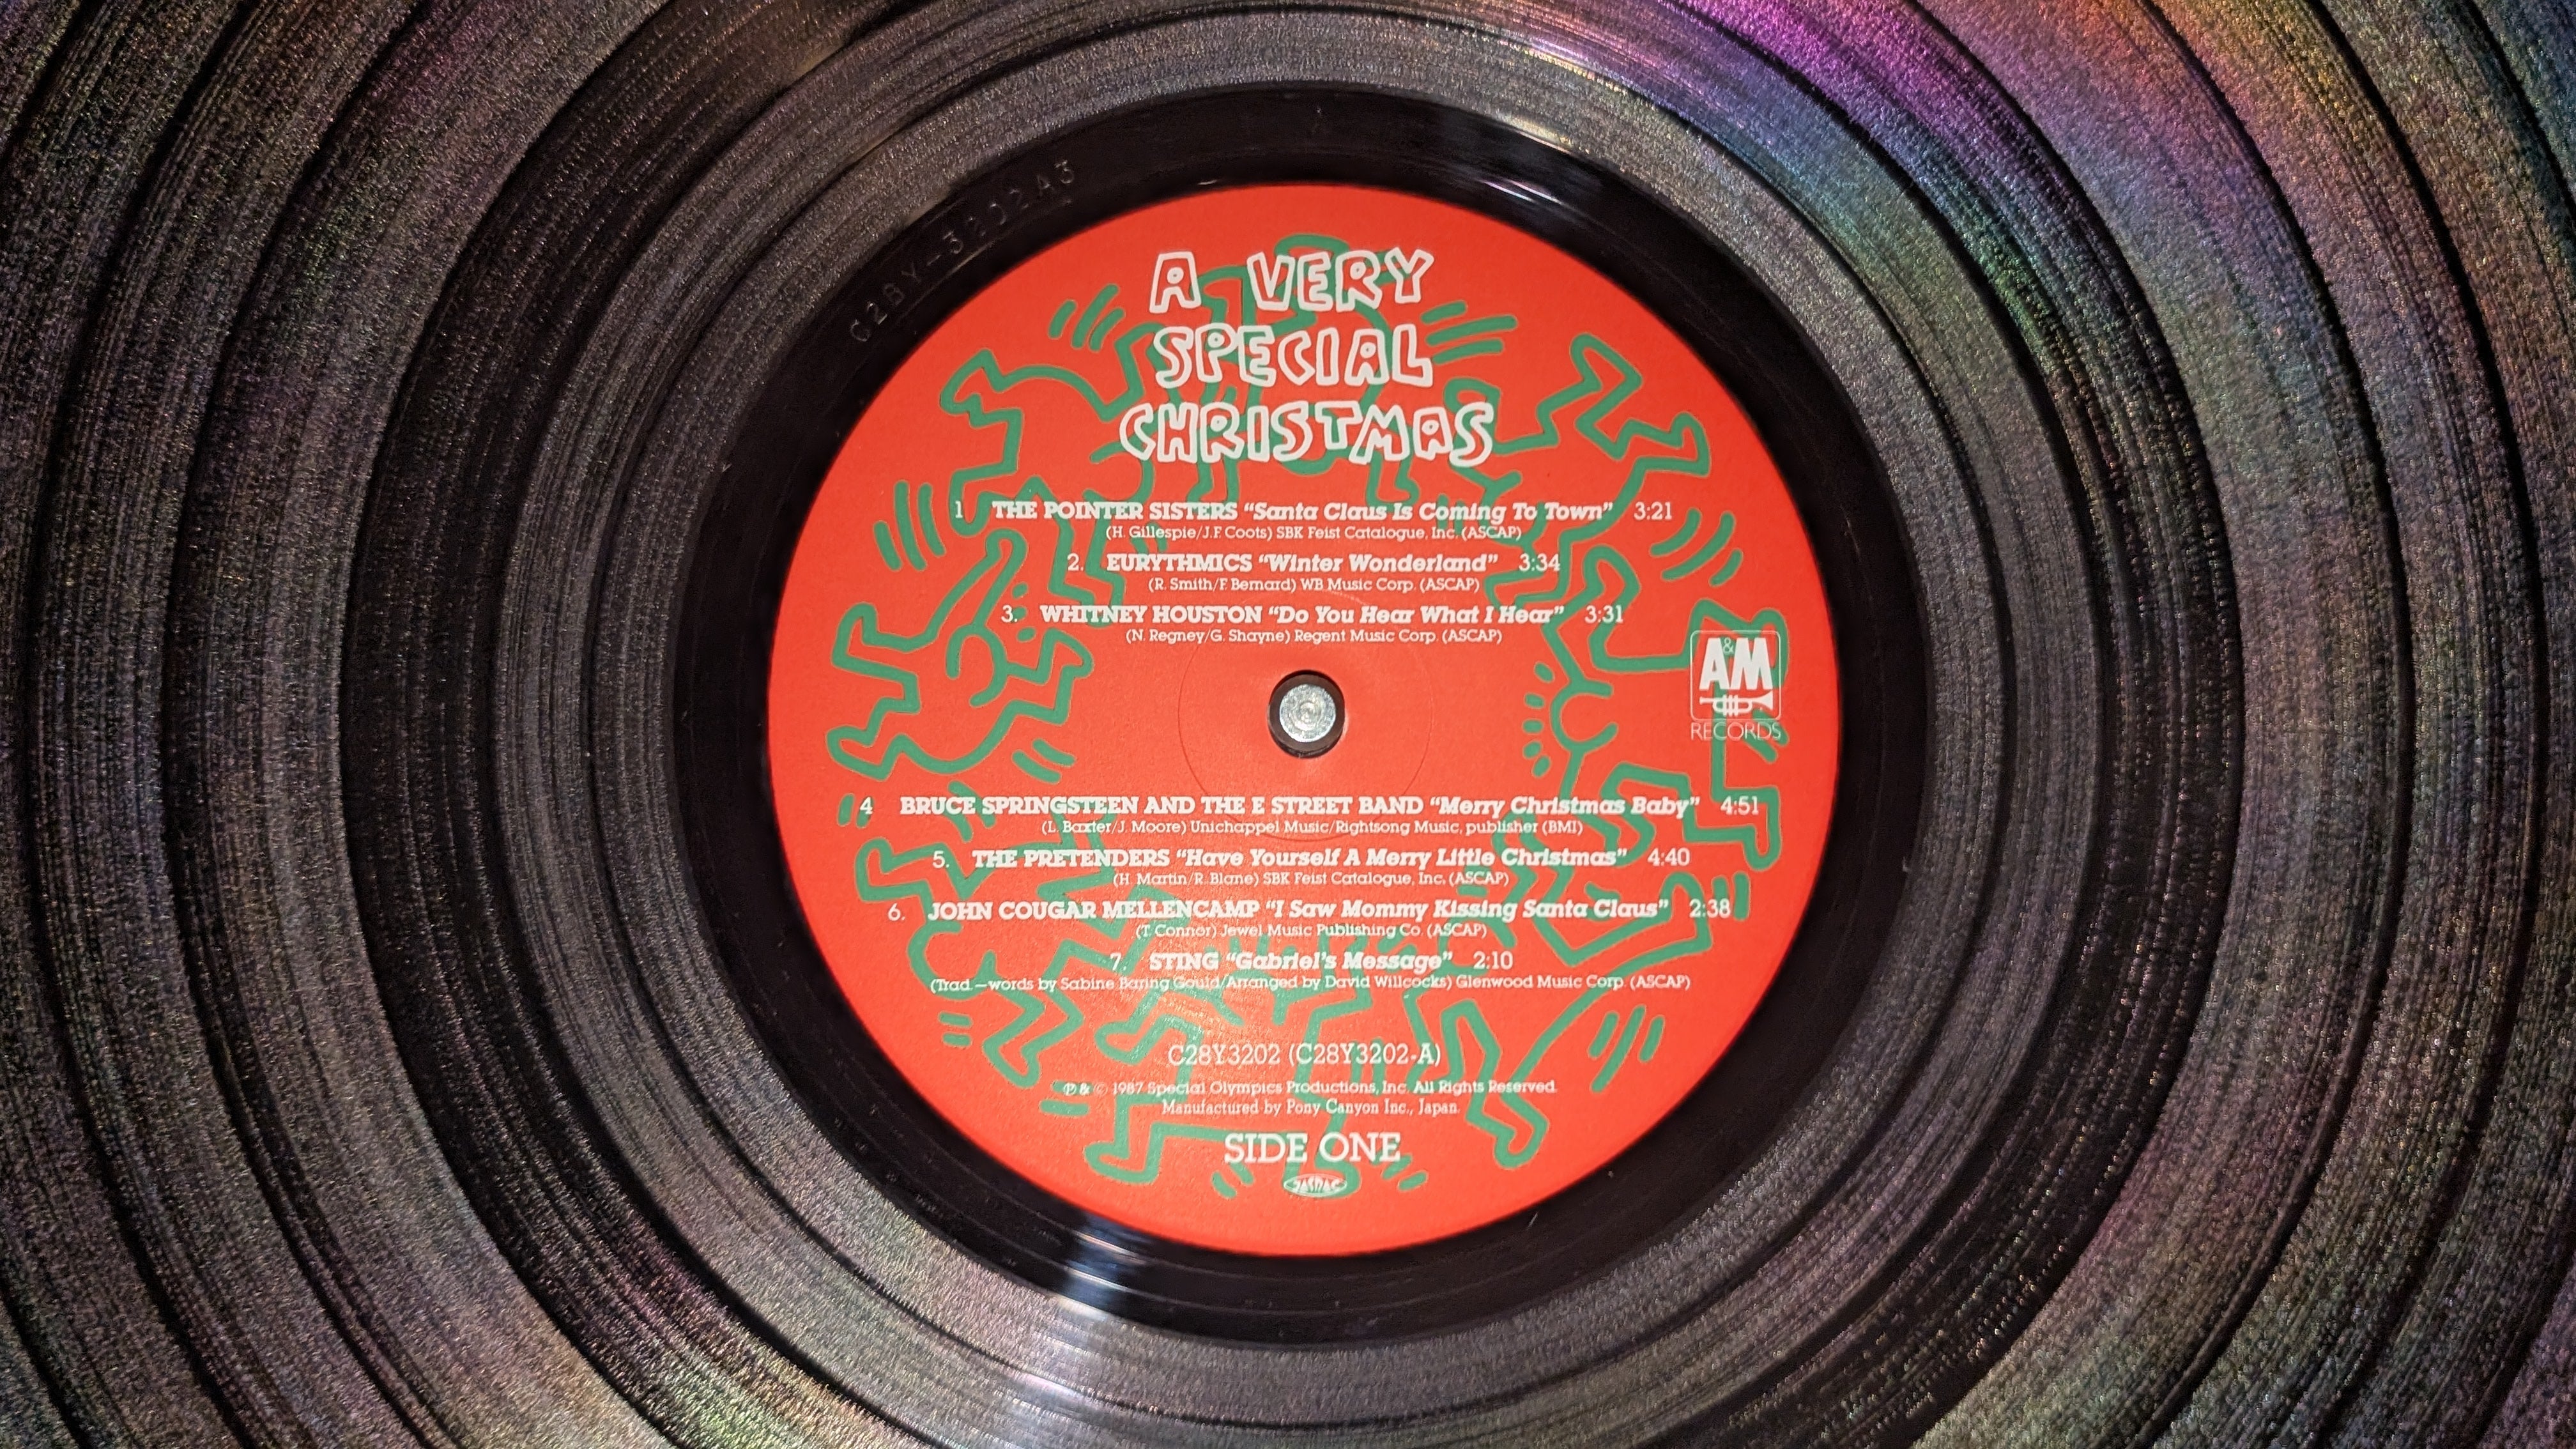 C28Y-3202A3
A VERY
SPECIAL
CHRISTMAS
1 THE POINTER SISTERS “Santa Claus Is Coming To Town” 3:21
(H. Gillespie/J.F. Coots) SBK Feist Catalogue, Inc. (ASCAP)
2. EURYTHMICS “Winter Wonderland” 3:34
(R. Smith/F. Bernard) WB Music Corp. (ASCAP)
3. WHITNEY HOUSTON “Do You Hear What I Hear” 3:31
(N. Regney/G. Shayne) Regent Music Corp. (ASCAP)
A&M
RECORDS
4 BRUCE SPRINGSTEEN AND THE E STREET BAND “Merry Christmas Baby” 4:51
(L. Baxter/J. Moore) Unichappel Music/Rightsong Music, publisher (BMI)
5. THE PRETENDERS “Have Yourself A Merry Little Christmas” 4:40
(H. Martin/R. Blane) SBK Feist Catalogue, Inc. (ASCAP)
6. JOHN COUGAR MELLENCAMP “I Saw Mommy Kissing Santa Claus” 2:38
(T. Connor) Jewel Music Publishing Co. (ASCAP)
7. STING “Gabriel's Message” 2:10
(Trad.—words by Sabine Baring Gould/Arranged by David Willcocks) Glenwood Music Corp. (ASCAP)
C28Y3202 (C28Y3202-A)
℗ & © 1987 Special Olympics Productions, Inc. All Rights Reserved.
Manufactured by Pony Canyon Inc., Japan.
SIDE ONE
JASRAC